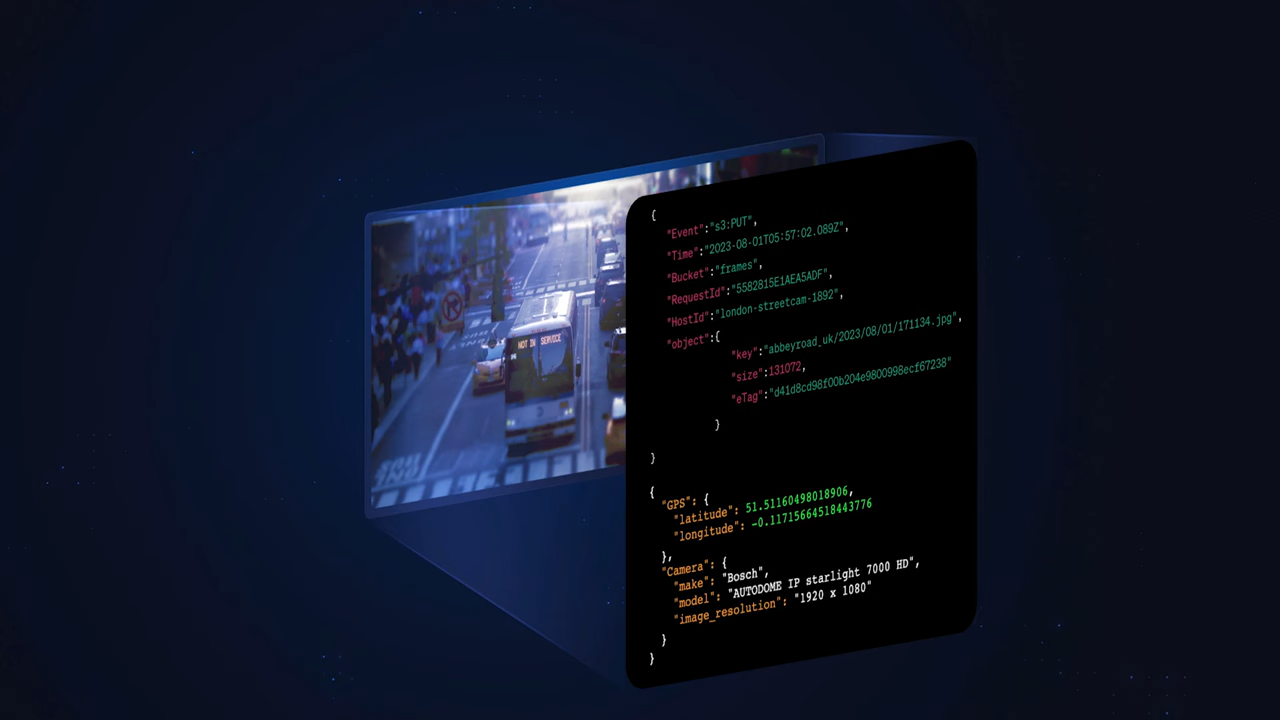 NOT IN SERVICE
{
"Event":"s3:PUT",
"Time":"2023-08-01T05:57:02.089Z",
"Bucket":"frames",
"RequestId":"5582815E1AEA5ADF",
"HostId":"london-streetcam-1892",
"object":{
"key":"abbeyroad_uk/2023/08/01/171134.jpg",
"size":131072,
"eTag":"d41d8cd98f00b204e9800998ecf67238"
}
}
{
"GPS": {
"latitude": 51.51160498018906,
"longitude": -0.11715664518443776
},
"Camera": {
"make": "Bosch",
"model": "AUTODOME IP starlight 7000 HD",
"image_resolution": "1920 x 1080"
}
}